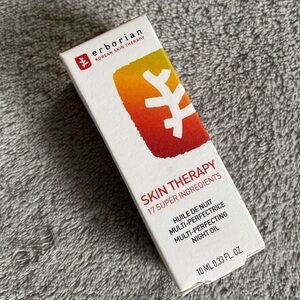 erborian
KOREAN SKIN THERAPY
SKIN THERAPY
17 SUPER INGREDIENTS
HUILE DE NUIT
MULTI-PERFECTRICE
MULTI-PERFECTING
NIGHT OIL
10 ML 0.33 FL. OZ